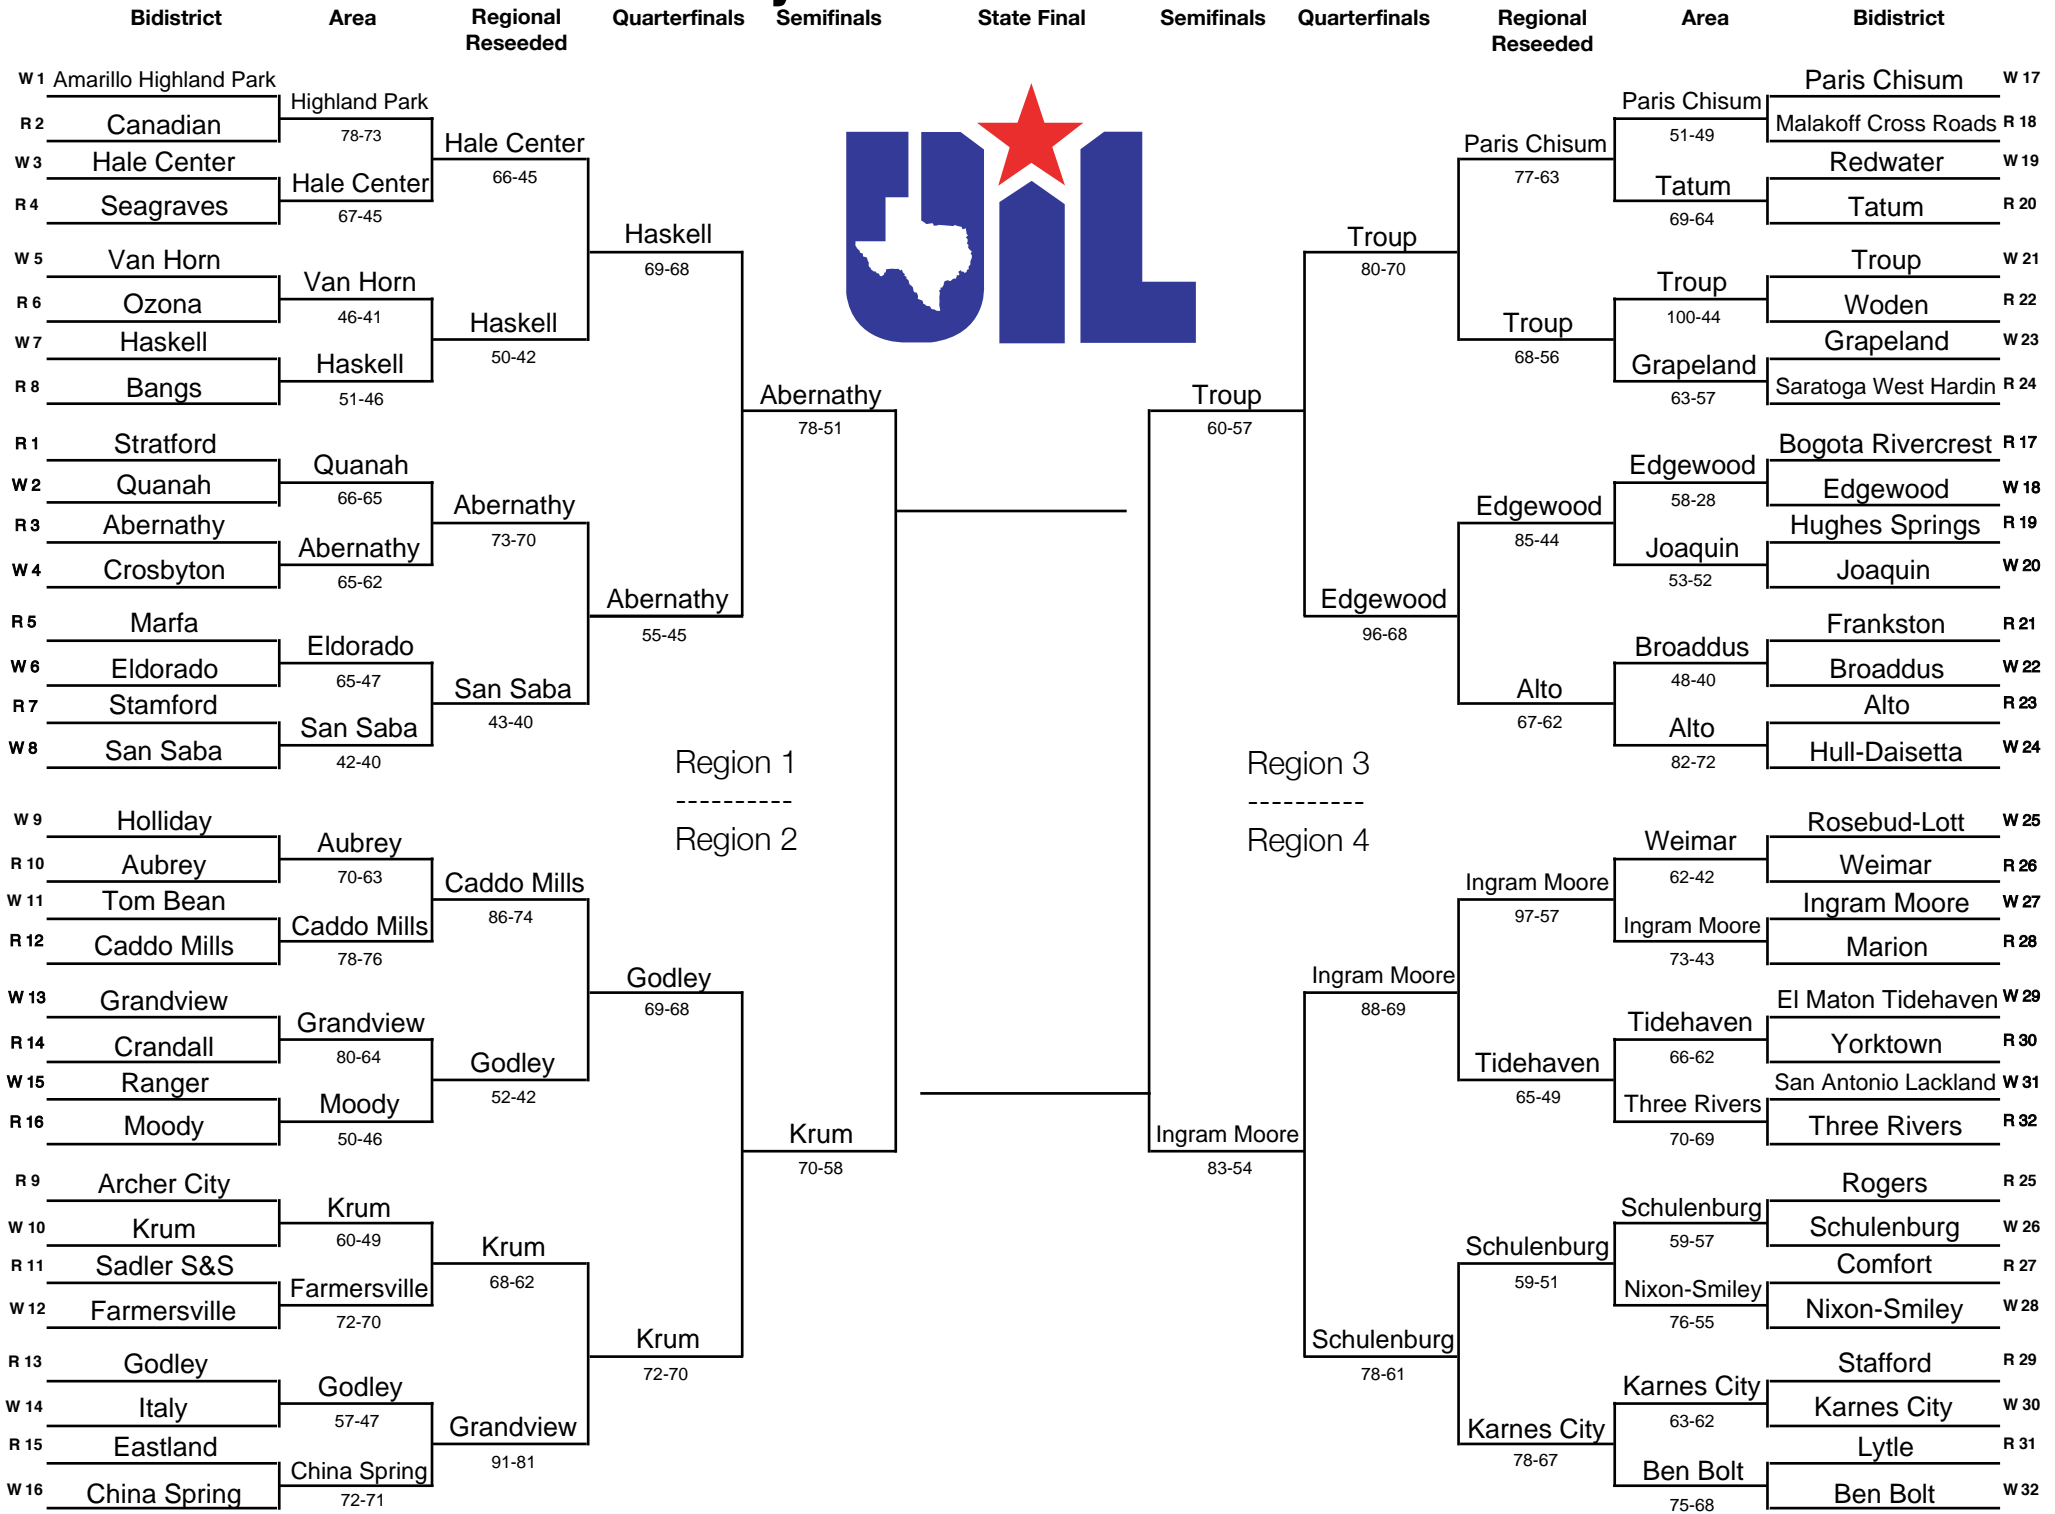 Bidistrict
Area
Regional
Reseeded
Quarterfinals
Semifinals
State Final
Semifinals
Quarterfinals
Regional
Reseeded
Area
Bidistrict
W 1 Amarillo Highland Park
R 2 Canadian
W 3 Hale Center
R 4 Seagraves
W 5 Van Horn
R 6 Ozona
W 7 Haskell
R 8 Bangs
R 1 Stratford
W 2 Quanah
R 3 Abernathy
W 4 Crosbyton
R 5 Marfa
W 6 Eldorado
R 7 Stamford
W 8 San Saba
W 9 Holliday
R 10 Aubrey
W 11 Tom Bean
R 12 Caddo Mills
W 13 Grandview
R 14 Crandall
W 15 Ranger
R 16 Moody
R 9 Archer City
W 10 Krum
R 11 Sadler S&S
W 12 Farmersville
R 13 Godley
W 14 Italy
R 15 Eastland
W 16 China Spring
Highland Park
78-73
Hale Center
67-45
Van Horn
46-41
Haskell
51-46
Quanah
66-65
Abernathy
65-62
Eldorado
65-47
San Saba
42-40
Aubrey
70-63
Caddo Mills
78-76
Grandview
80-64
Moody
50-46
Krum
60-49
Farmersville
72-70
Godley
57-47
China Spring
72-71
Hale Center
66-45
Haskell
50-42
Abernathy
73-70
San Saba
43-40
Caddo Mills
86-74
Godley
52-42
Krum
68-62
Grandview
91-81
Haskell
69-68
Abernathy
55-45
Region 1
----------
Region 2
Godley
69-68
Krum
72-70
Abernathy
78-51
Krum
70-58
UIL
Troup
60-57
Ingram Moore
83-54
Troup
80-70
Edgewood
96-68
Region 3
----------
Region 4
Ingram Moore
88-69
Schulenburg
78-61
Paris Chisum
77-63
Troup
68-56
Edgewood
85-44
Alto
67-62
Ingram Moore
97-57
Tidehaven
65-49
Schulenburg
59-51
Karnes City
78-67
Paris Chisum
51-49
Tatum
69-64
Troup
100-44
Grapeland
63-57
Edgewood
58-28
Joaquin
53-52
Broaddus
48-40
Alto
82-72
Weimar
62-42
Ingram Moore
73-43
Tidehaven
66-62
Three Rivers
70-69
Schulenburg
59-57
Nixon-Smiley
76-55
Karnes City
63-62
Ben Bolt
75-68
Paris Chisum W 17
Malakoff Cross Roads R 18
Redwater W 19
Tatum R 20
Troup W 21
Woden R 22
Grapeland W 23
Saratoga West Hardin R 24
Bogota Rivercrest R 17
Edgewood W 18
Hughes Springs R 19
Joaquin W 20
Frankston R 21
Broaddus W 22
Alto R 23
Hull-Daisetta W 24
Rosebud-Lott W 25
Weimar R 26
Ingram Moore W 27
Marion R 28
El Maton Tidehaven W 29
Yorktown R 30
San Antonio Lackland W 31
Three Rivers R 32
Rogers R 25
Schulenburg W 26
Comfort R 27
Nixon-Smiley W 28
Stafford R 29
Karnes City W 30
Lytle R 31
Ben Bolt W 32